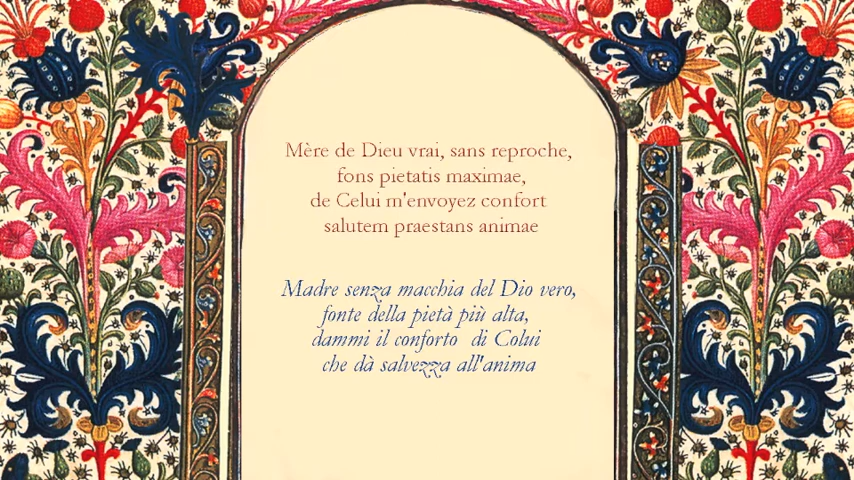 Mère de Dieu vrai, sans reproche,
fons pietatis maximae,
de Celui m'envoyez confort
salutem praestans animae
Madre senza macchia del Dio vero,
fonte della pietà più alta,
dammi il conforto di Colui
che dà salvezza all'anima